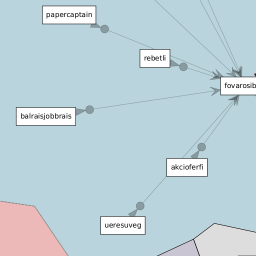 papercaptain
rebetli
fovarosib
balraisjobbrais
akcioferfi
ueresuveg